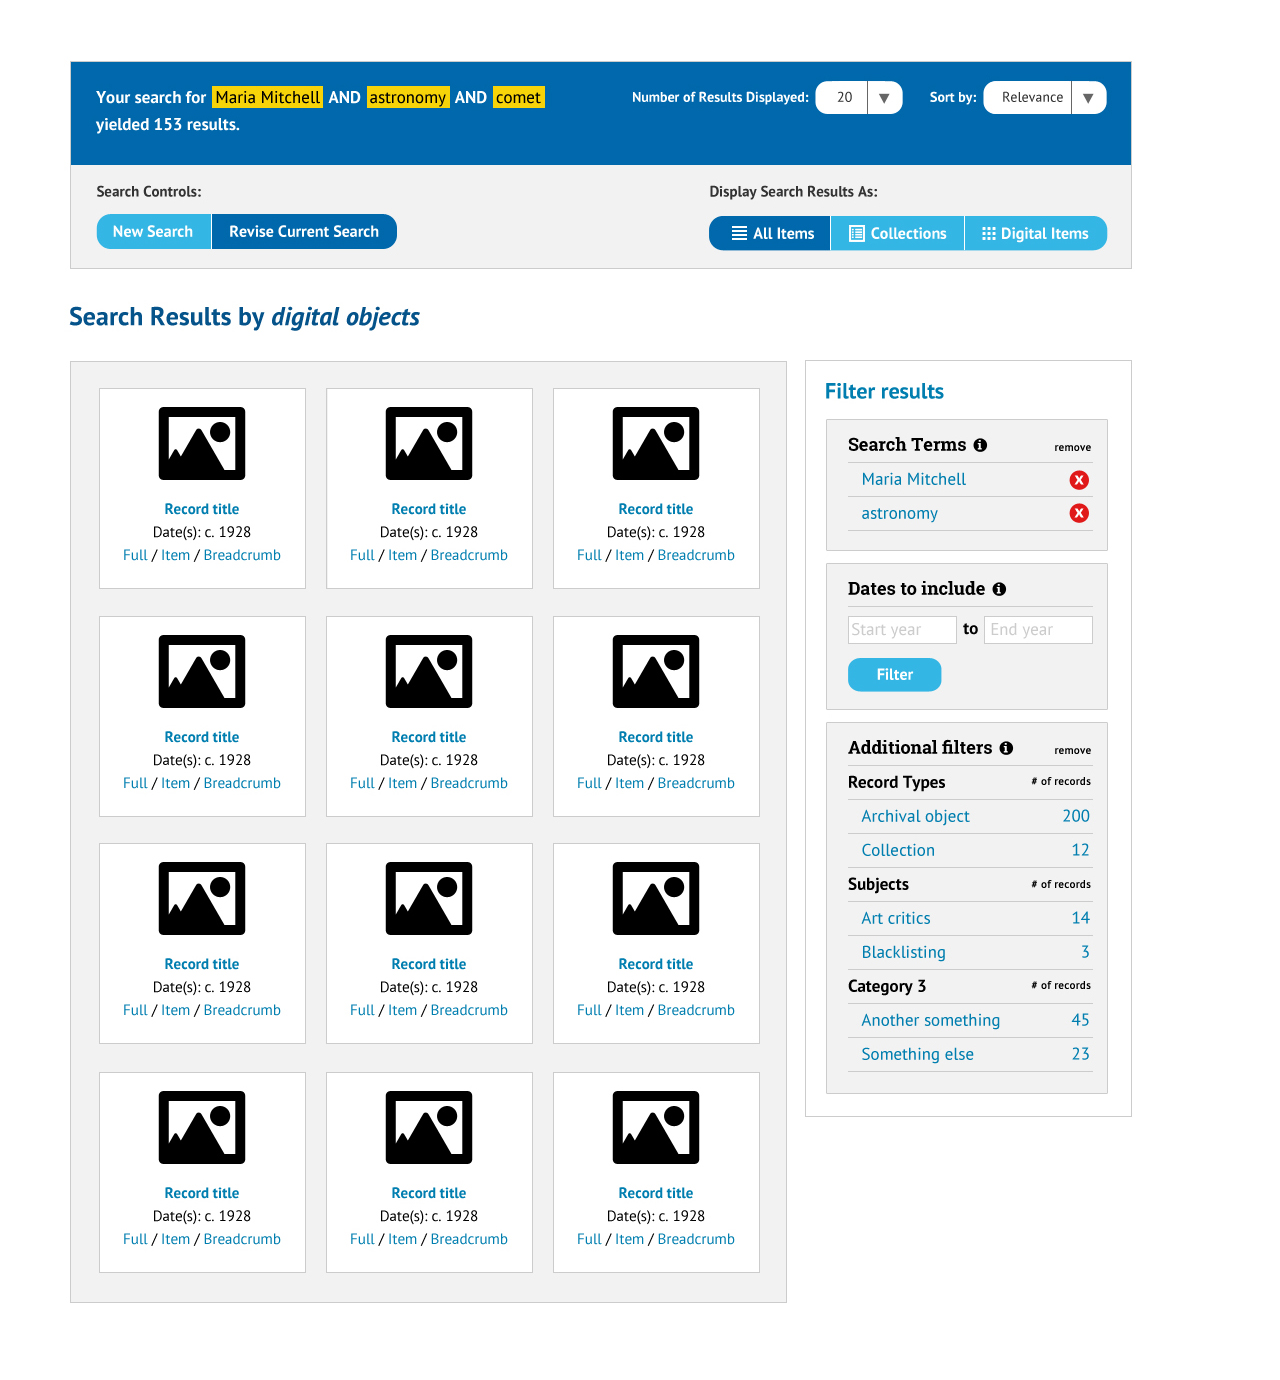 Your search for Maria Mitchell AND astronomy AND comet
yielded 153 results.
Number of Results Displayed: 20 ▼ Sort by: Relevance ▼
Search Controls:
New Search Revise Current Search
Display Search Results As:
All Items Collections Digital Items
Search Results by digital objects
Record title Record title Record title
Date(s): c. 1928 Date(s): c. 1928 Date(s): c. 1928
Full / Item / Breadcrumb Full / Item / Breadcrumb Full / Item / Breadcrumb
Record title Record title Record title
Date(s): c. 1928 Date(s): c. 1928 Date(s): c. 1928
Full / Item / Breadcrumb Full / Item / Breadcrumb Full / Item / Breadcrumb
Record title Record title Record title
Date(s): c. 1928 Date(s): c. 1928 Date(s): c. 1928
Full / Item / Breadcrumb Full / Item / Breadcrumb Full / Item / Breadcrumb
Record title Record title Record title
Date(s): c. 1928 Date(s): c. 1928 Date(s): c. 1928
Full / Item / Breadcrumb Full / Item / Breadcrumb Full / Item / Breadcrumb
Filter results
Search Terms i remove
Maria Mitchell X
astronomy X
Dates to include i
Start year to End year
Filter
Additional filters i remove
Record Types # of records
Archival object 200
Collection 12
Subjects # of records
Art critics 14
Blacklisting 3
Category 3 # of records
Another something 45
Something else 23